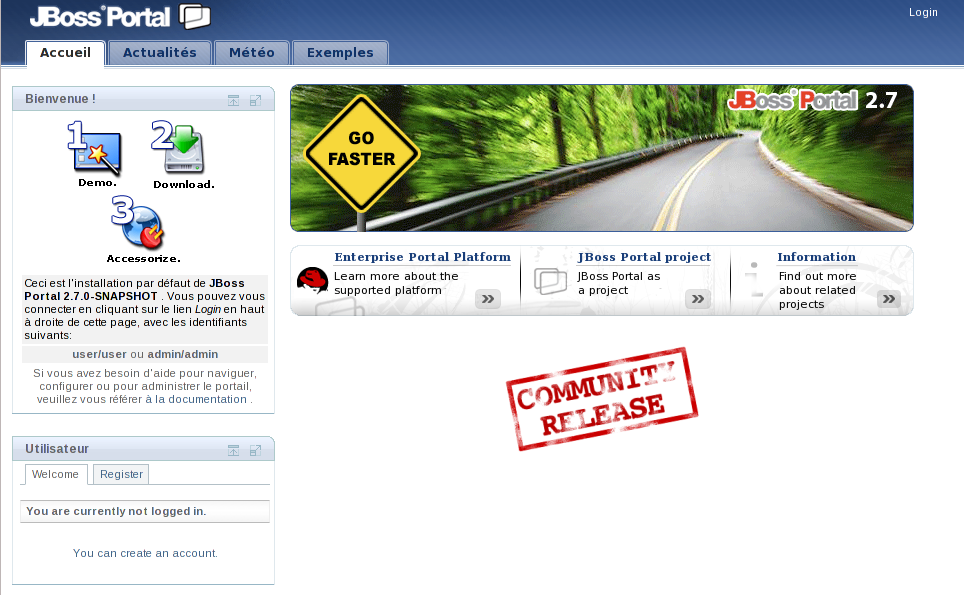 JBoss Portal
Login
Accueil
Actualités
Météo
Exemples
Bienvenue !
1
2
Demo.
Download.
3
Accessorize.
Ceci est l'installation par défaut de JBoss
Portal 2.7.0-SNAPSHOT . Vous pouvez vous
connecter en cliquant sur le lien Login en haut
à droite de cette page, avec les identifiants
suivants:
user/user ou admin/admin
Si vous avez besoin d'aide pour naviguer,
configurer ou pour administrer le portail,
veuillez vous référer à la documentation .
Utilisateur
Welcome
Register
You are currently not logged in.
You can create an account.
JBoss Portal 2.7
GO
FASTER
Enterprise Portal Platform
Learn more about the
supported platform
»
JBoss Portal project
JBoss Portal as
a project
»
Information
Find out more
about related
projects
»
COMMUNITY
RELEASE